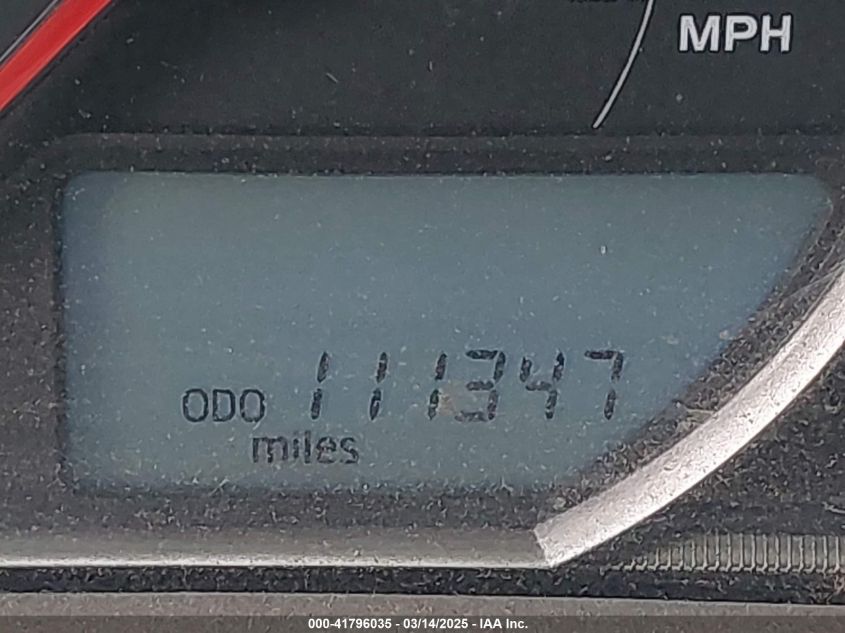 MPH
ODO 111347
miles
000-41796035 - 03/14/2025 - IAA Inc.